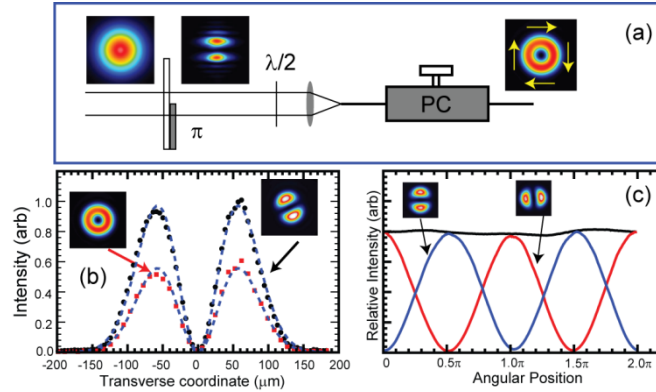 (a)
λ/2
π
PC
Intensity (arb)
1.0
0.8
0.6
0.4
0.2
0.0
(b)
-200 -150 -100 -50 0 50 100 150 200
Transverse coordinate (μm)
Relative Intensity (arb)
(c)
0 0.5π 1.0π 1.5π 2.0π
Angular Position